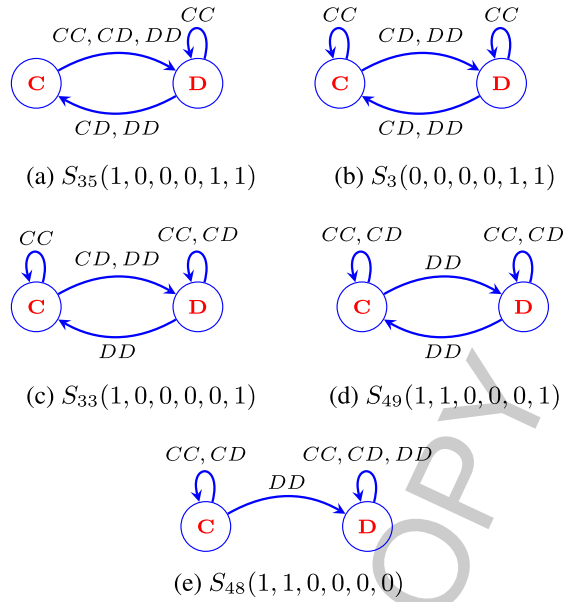 CC
CC, CD, DD
C
D
CD, DD
(a) S₃₅(1, 0, 0, 0, 1, 1)
CC
CD, DD
CC
C
D
CD, DD
(b) S₃(0, 0, 0, 0, 1, 1)
CC
CD, DD
CC, CD
C
D
DD
(c) S₃₃(1, 0, 0, 0, 0, 1)
CC, CD
DD
CC, CD
C
D
DD
(d) S₄₉(1, 1, 0, 0, 0, 1)
CC, CD
DD
CC, CD, DD
C
D
(e) S₄₈(1, 1, 0, 0, 0, 0)
OPY